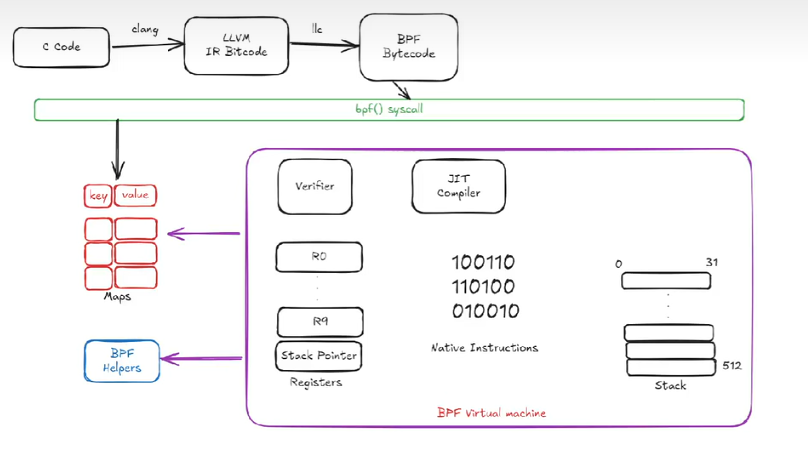 C Code
clang
LLVM
IR Bitcode
llc
BPF
Bytecode
bpf() syscall
key
value
Maps
BPF
Helpers
Verifier
JIT
Compiler
R0
R9
Stack Pointer
Registers
100110
110100
010010
Native Instructions
0
31
512
Stack
BPF Virtual machine